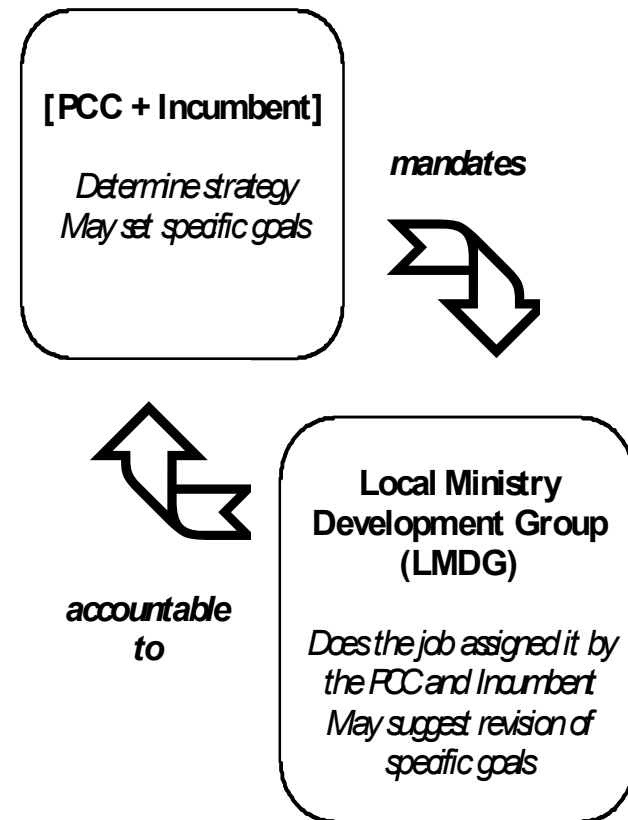 [PCC + Incumbent]
Determine strategy
May set specific goals
mandates
accountable
to
Local Ministry
Development Group
(LMDG)
Does the job assigned it by
the PCC and Incumbent
May suggest revision of
specific goals